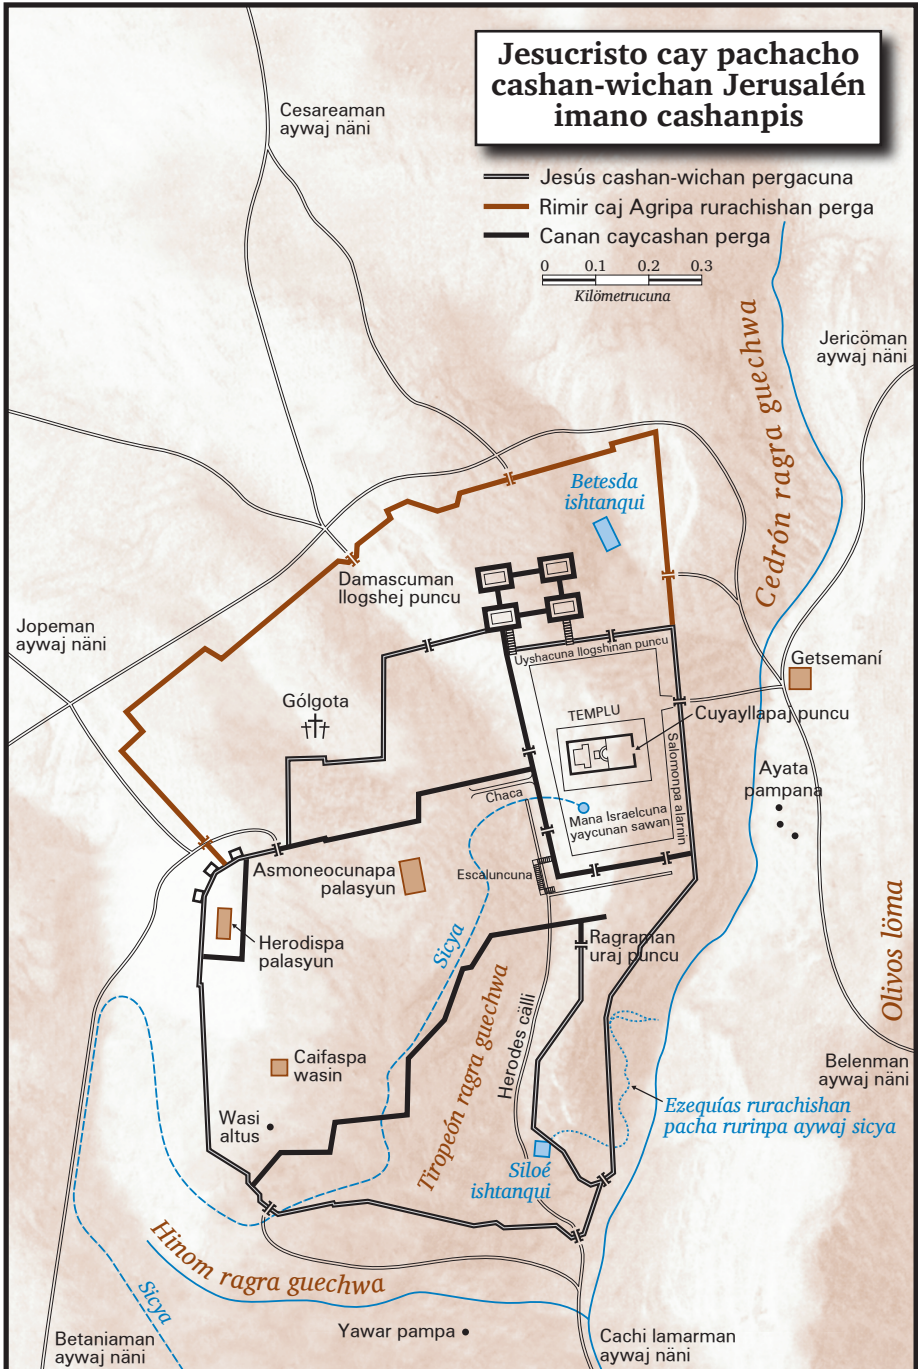 Jesucristo cay pachacho
cashan-wichan Jerusalén
imano cashanpis
Jesús cashan-wichan pergacuna
Rimir caj Agripa rurachishan perga
Canan caycashan perga
0 0.1 0.2 0.3
Kilömetrucuna
Cesareaman
aywaj näni
Cedrón ragra guechwa
Jericöman
aywaj näni
Betesda
ishtanqui
Damascuman
llogshej puncu
Jopeman
aywaj näni
Uyshacuna llogshinan puncu
Getsemaní
Gólgota
TEMPLU
Cuyayllapaj puncu
Salomonpa alarnin
Ayata
pampana
Chaca
Mana Israelcuna
yaycunan sawan
Asmoneocunapa
palasyun
Escaluncuna
Herodispa
palasyun
Sicya
Ragraman
uraj puncu
Olivos löma
Tiropeón ragra guechwa
Herodes cälli
Caifaspa
wasin
Belenman
aywaj näni
Wasi
altus
Ezequías rurachishan
pacha rurinpa aywaj sicya
Siloé
ishtanqui
Hinom ragra guechwa
Sicya
Betaniaman
aywaj näni
Yawar pampa
Cachi lamarman
aywaj näni